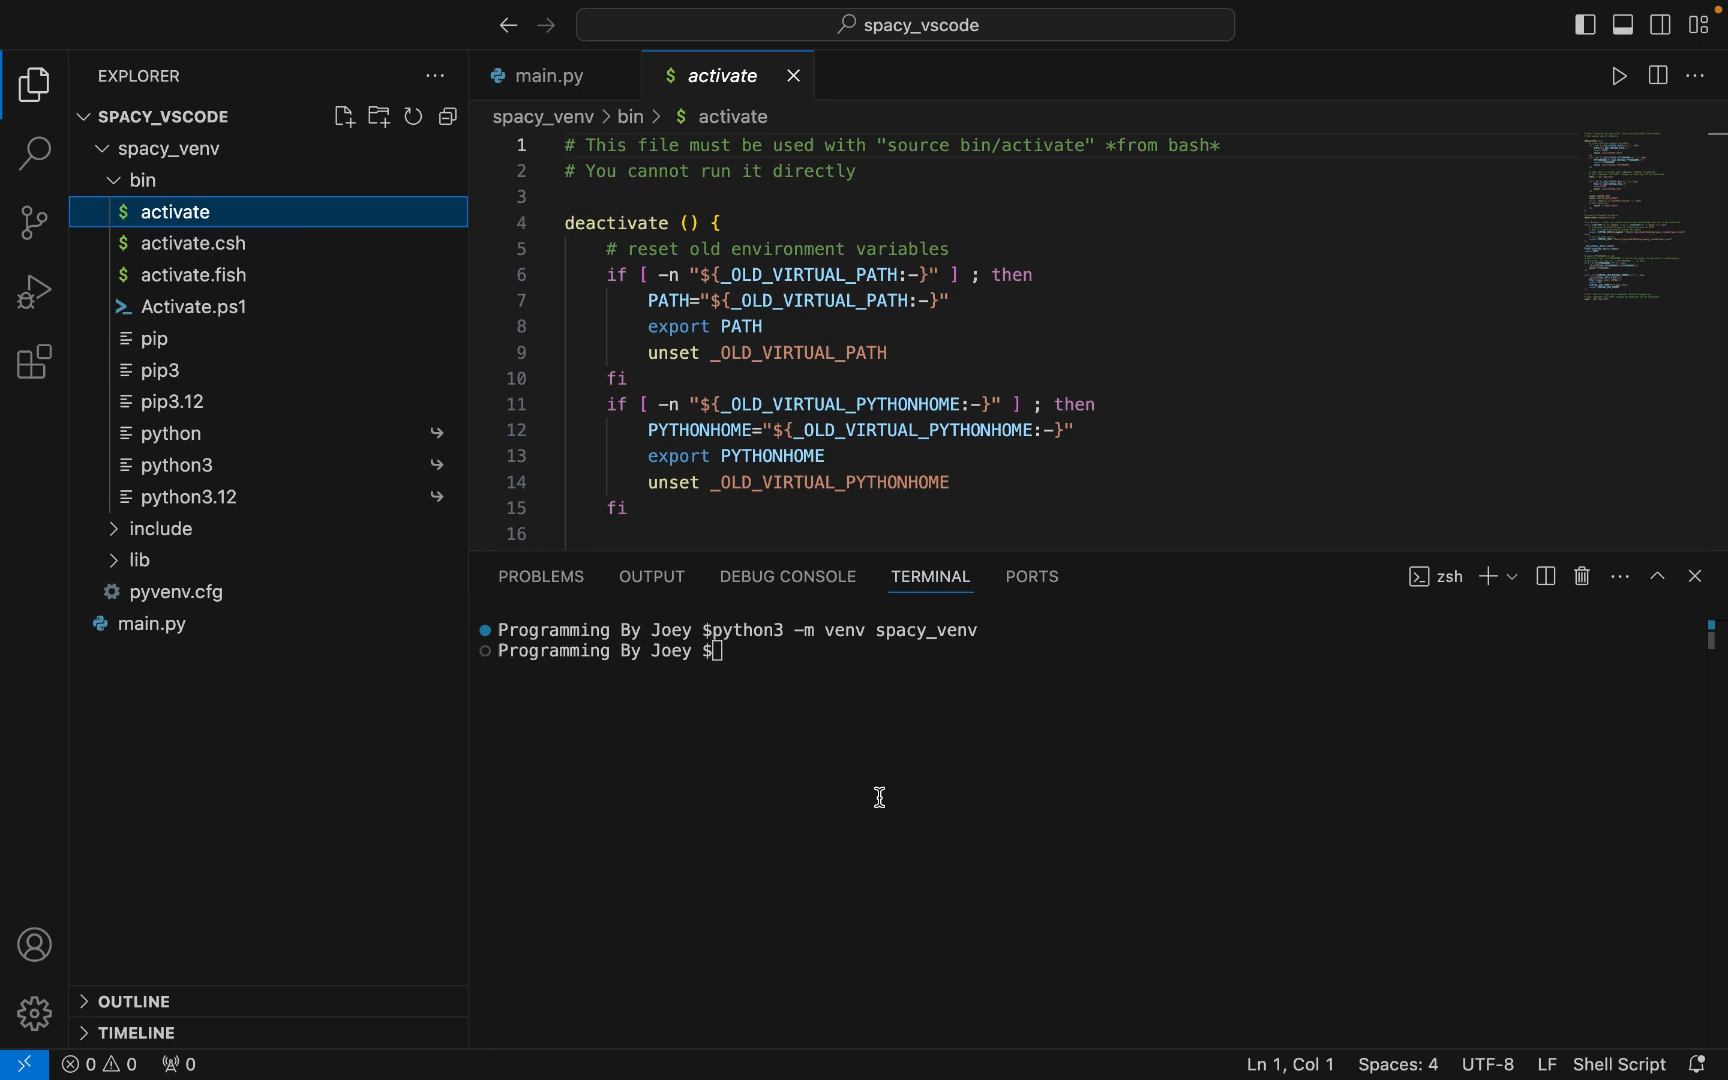 spacy_vscode
EXPLORER
SPACY_VSCODE
spacy_venv
bin
activate
activate.csh
activate.fish
Activate.ps1
pip
pip3
pip3.12
python
python3
python3.12
include
lib
pyvenv.cfg
main.py
OUTLINE
TIMELINE
main.py
$ activate
spacy_venv > bin > $ activate
1 # This file must be used with "source bin/activate" *from bash*
2 # You cannot run it directly
3
4 deactivate () {
5 # reset old environment variables
6 if [ -n "${_OLD_VIRTUAL_PATH:-}" ] ; then
7 PATH="${_OLD_VIRTUAL_PATH:-}"
8 export PATH
9 unset _OLD_VIRTUAL_PATH
10 fi
11 if [ -n "${_OLD_VIRTUAL_PYTHONHOME:-}" ] ; then
12 PYTHONHOME="${_OLD_VIRTUAL_PYTHONHOME:-}"
13 export PYTHONHOME
14 unset _OLD_VIRTUAL_PYTHONHOME
15 fi
16
PROBLEMS OUTPUT DEBUG CONSOLE TERMINAL PORTS
zsh
Programming By Joey $python3 -m venv spacy_venv
Programming By Joey $
0 0 0
Ln 1, Col 1 Spaces: 4 UTF-8 LF Shell Script